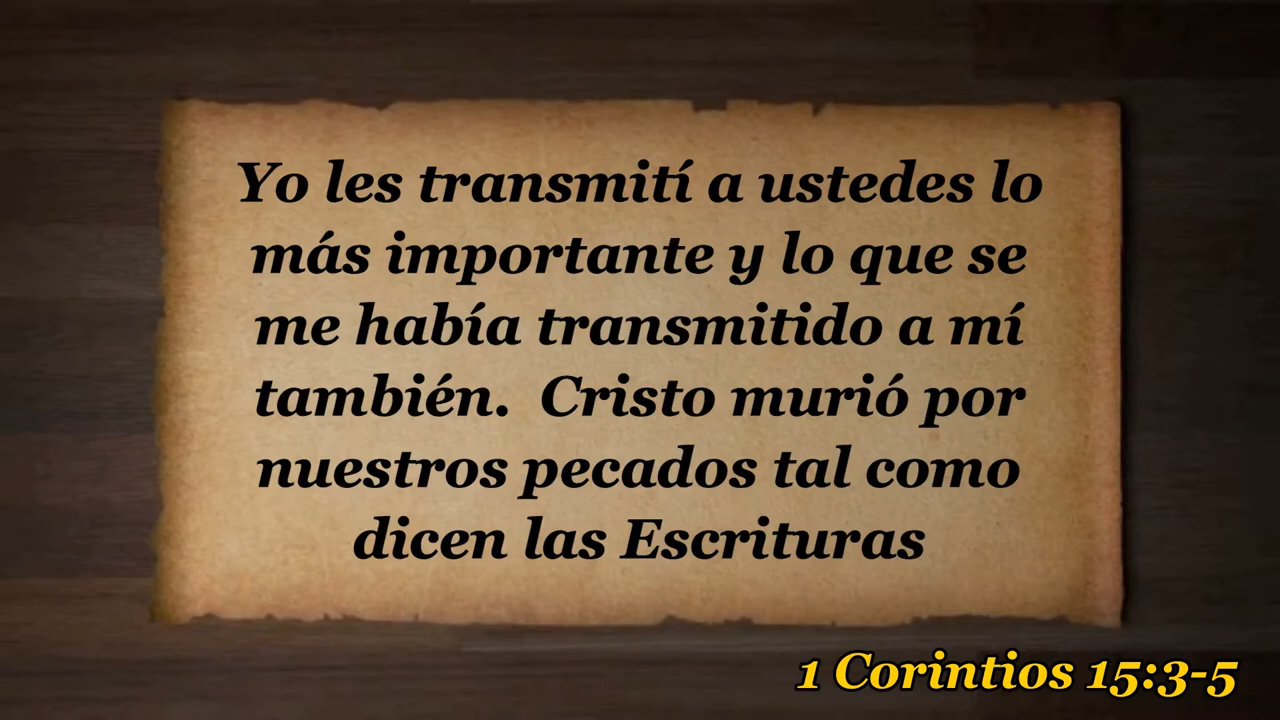 Yo les transmití a ustedes lo
más importante y lo que se
me había transmitido a mí
también.  Cristo murió por
nuestros pecados tal como
dicen las Escrituras
1 Corintios 15:3-5